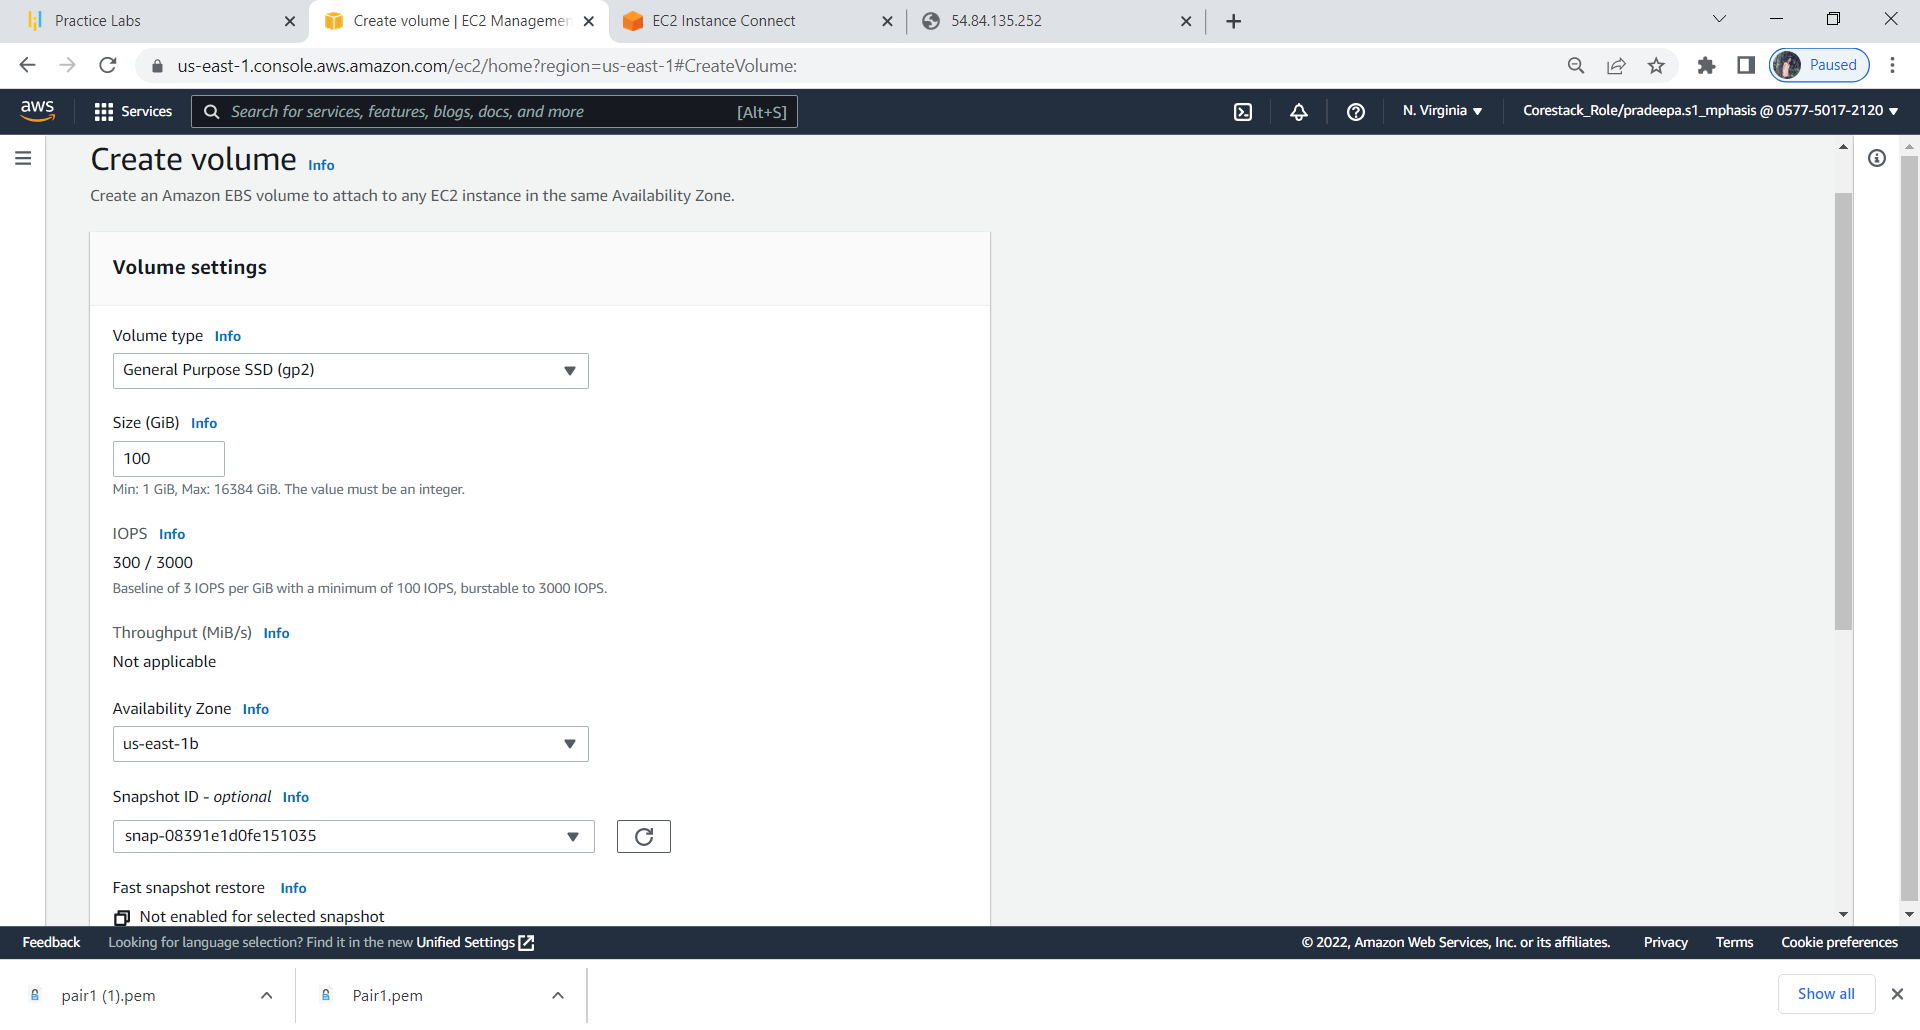 Practice Labs
Create volume | EC2 Managemen
EC2 Instance Connect
54.84.135.252
us-east-1.console.aws.amazon.com/ec2/home?region=us-east-1#CreateVolume:
Paused
aws
Services
Search for services, features, blogs, docs, and more
[Alt+S]
N. Virginia
Corestack_Role/pradeepa.s1_mphasis @ 0577-5017-2120
Create volume Info
Create an Amazon EBS volume to attach to any EC2 instance in the same Availability Zone.
Volume settings
Volume type Info
General Purpose SSD (gp2)
Size (GiB) Info
100
Min: 1 GiB, Max: 16384 GiB. The value must be an integer.
IOPS Info
300 / 3000
Baseline of 3 IOPS per GiB with a minimum of 100 IOPS, burstable to 3000 IOPS.
Throughput (MiB/s) Info
Not applicable
Availability Zone Info
us-east-1b
Snapshot ID - optional Info
snap-08391e1d0fe151035
Fast snapshot restore Info
Not enabled for selected snapshot
Feedback
Looking for language selection? Find it in the new Unified Settings
© 2022, Amazon Web Services, Inc. or its affiliates.
Privacy
Terms
Cookie preferences
pair1 (1).pem
Pair1.pem
Show all